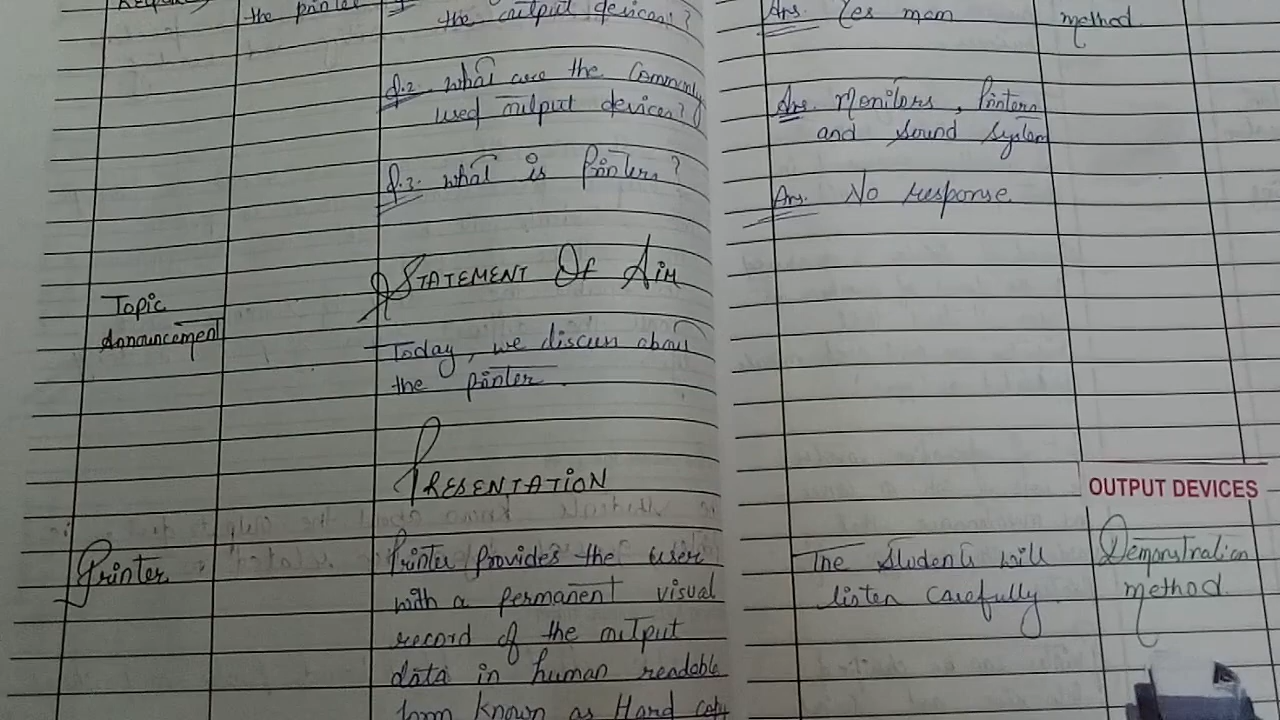 the printer
the output devices?
Ans. Yes mam
method
Q.2. What are the Commonly
used output devices?
Ans. Monitors, Printers
and Sound System
Q.3. What is Printers?
Ans. No response
STATEMENT OF AIM
Topic
Announcement
Today, we discuss about
the printer.
PRESENTATION
OUTPUT DEVICES
Printer
Printer Provides the user
with a permanent visual
record of the output
data in human readable
form known as Hard copy
The Students will
listen carefully
Demonstration
method